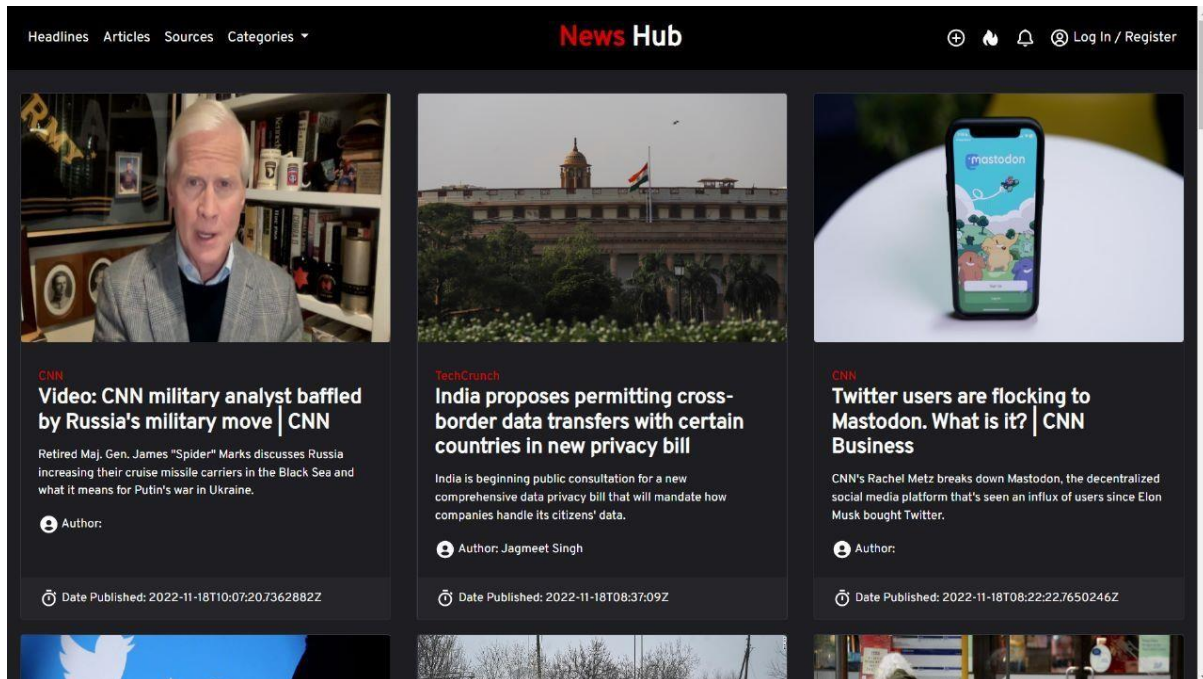 Headlines Articles Sources Categories
News Hub
Log In / Register
mastodon
CNN
Video: CNN military analyst baffled
by Russia's military move | CNN
Retired Maj. Gen. James "Spider" Marks discusses Russia
increasing their cruise missile carriers in the Black Sea and
what it means for Putin's war in Ukraine.
Author:
Date Published: 2022-11-18T10:07:20.7362882Z
TechCrunch
India proposes permitting cross-
border data transfers with certain
countries in new privacy bill
India is beginning public consultation for a new
comprehensive data privacy bill that will mandate how
companies handle its citizens' data.
Author: Jagmeet Singh
Date Published: 2022-11-18T08:37:09Z
CNN
Twitter users are flocking to
Mastodon. What is it? | CNN
Business
CNN's Rachel Metz breaks down Mastodon, the decentralized
social media platform that's seen an influx of users since Elon
Musk bought Twitter.
Author:
Date Published: 2022-11-18T08:22:22.7650246Z